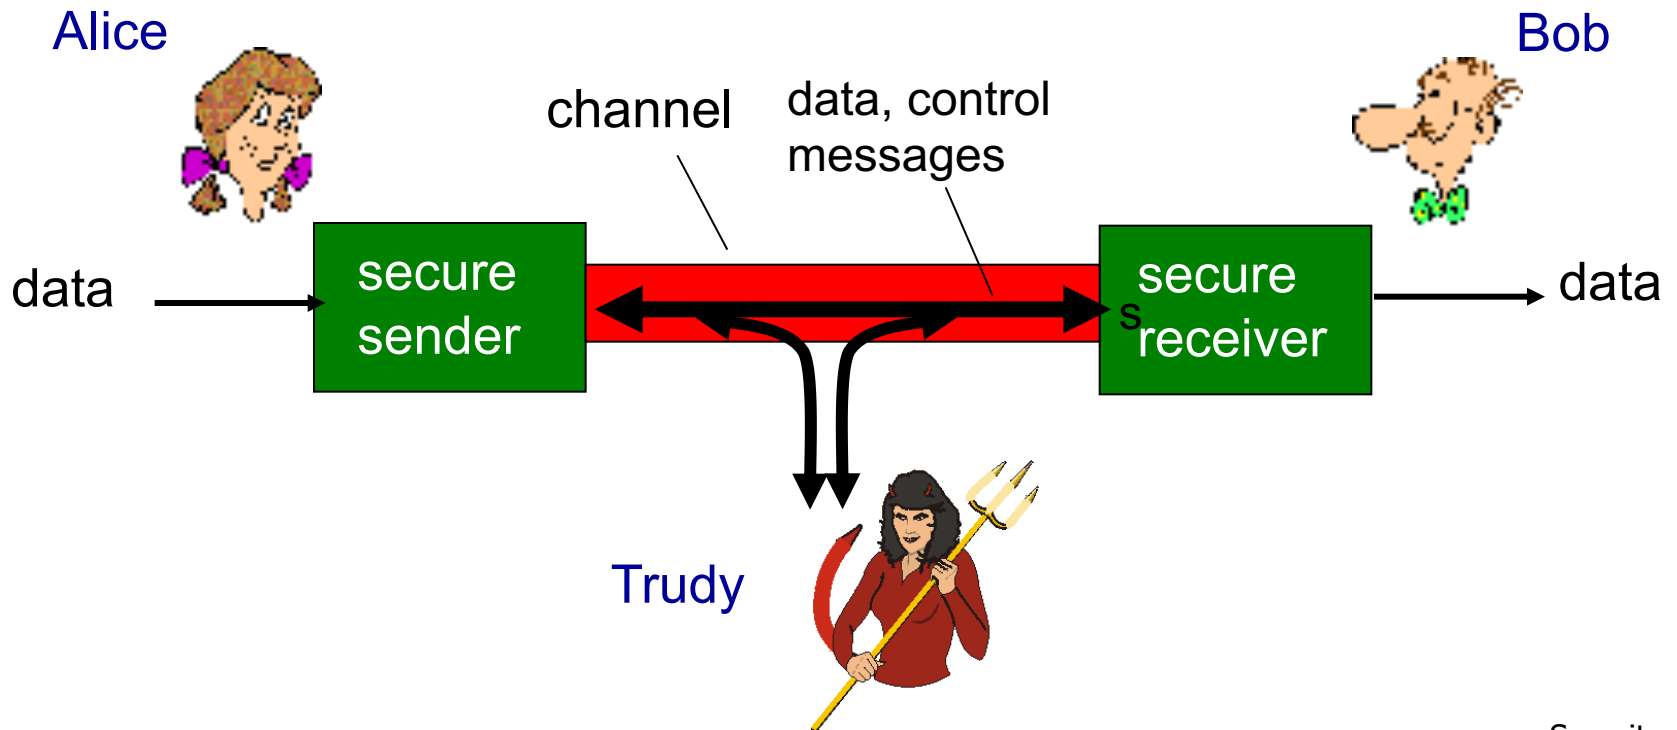 Alice
Bob
channel
data, control
messages
data
secure
sender
s
secure
receiver
data
Trudy